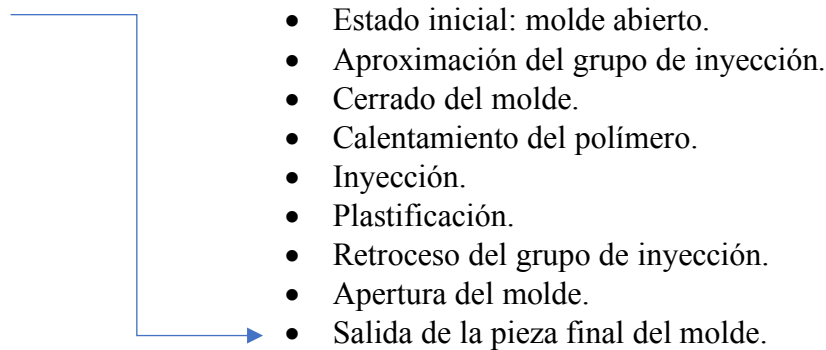 • Estado inicial: molde abierto.
• Aproximación del grupo de inyección.
• Cerrado del molde.
• Calentamiento del polímero.
• Inyección.
• Plastificación.
• Retroceso del grupo de inyección.
• Apertura del molde.
• Salida de la pieza final del molde.